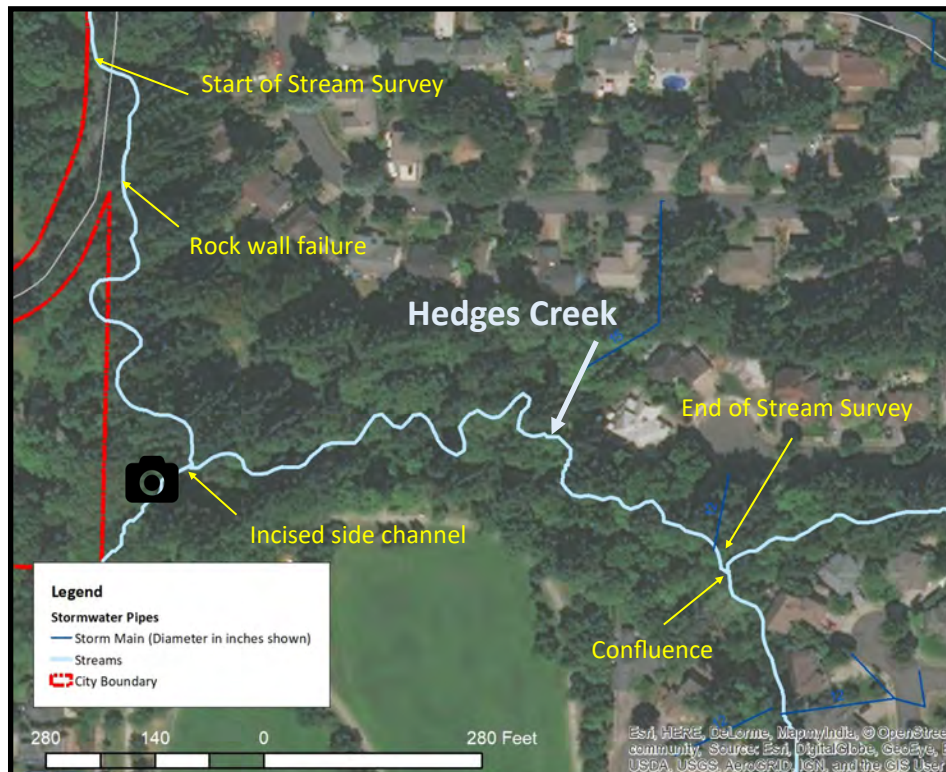 Start of Stream Survey
Rock wall failure
Hedges Creek
End of Stream Survey
Incised side channel
Confluence
Legend
Stormwater Pipes
Storm Main (Diameter in inches shown)
Streams
City Boundary
280 140 0 280 Feet
Esri, HERE, DeLorme, MapmyIndia, © OpenStree
community, Source: Esri, DigitalGlobe, GeoEye, E
USDA, USGS, AeroGRID, IGN, and the GIS User